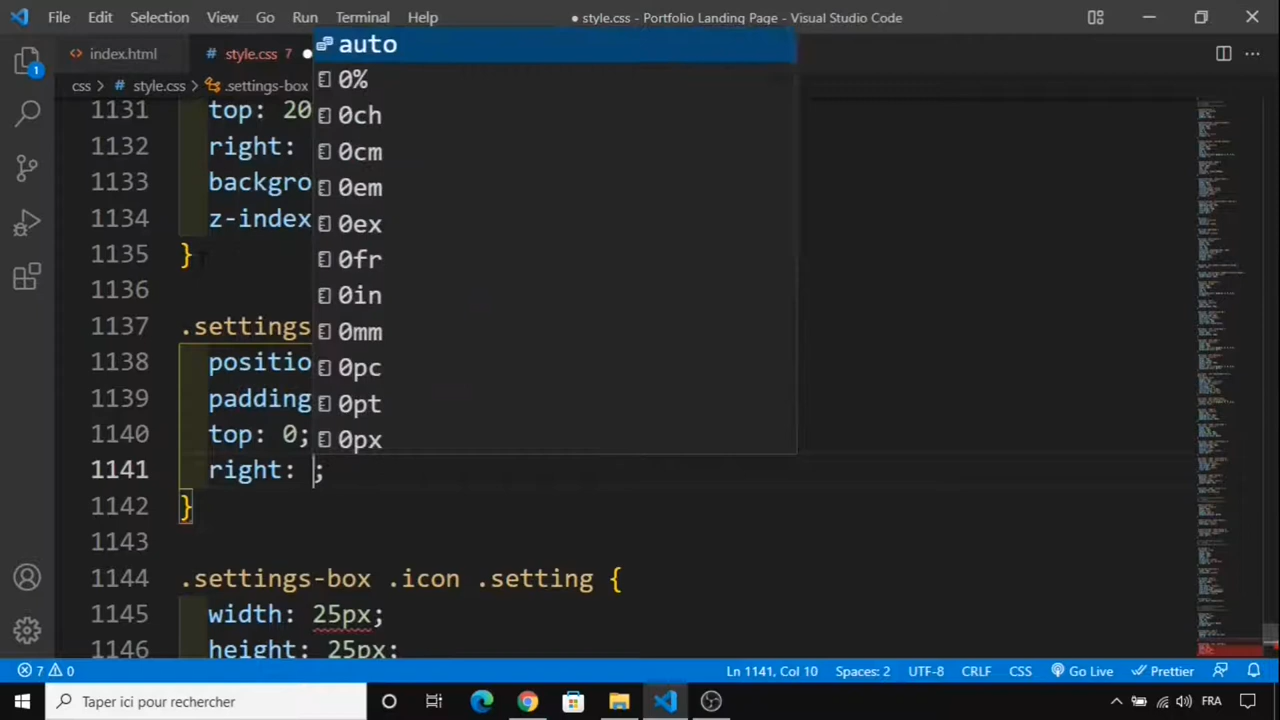 File Edit Selection View Go Run Terminal Help ● style.css - Portfolio Landing Page - Visual Studio Code
<> index.html # style.css 7 ●
css > # style.css > .settings-box
auto
0%
0ch
0cm
0em
0ex
0fr
0in
0mm
0pc
0pt
0px
1131 top: 20
1132 right:
1133 backgro
1134 z-index
1135 }
1136
1137 .settings
1138 positio
1139 padding
1140 top: 0;
1141 right: ;
1142 }
1143
1144 .settings-box .icon .setting {
1145 width: 25px;
1146 height: 25px;
1
7 0 Ln 1141, Col 10 Spaces: 2 UTF-8 CRLF CSS Go Live Prettier
Taper ici pour rechercher FRA